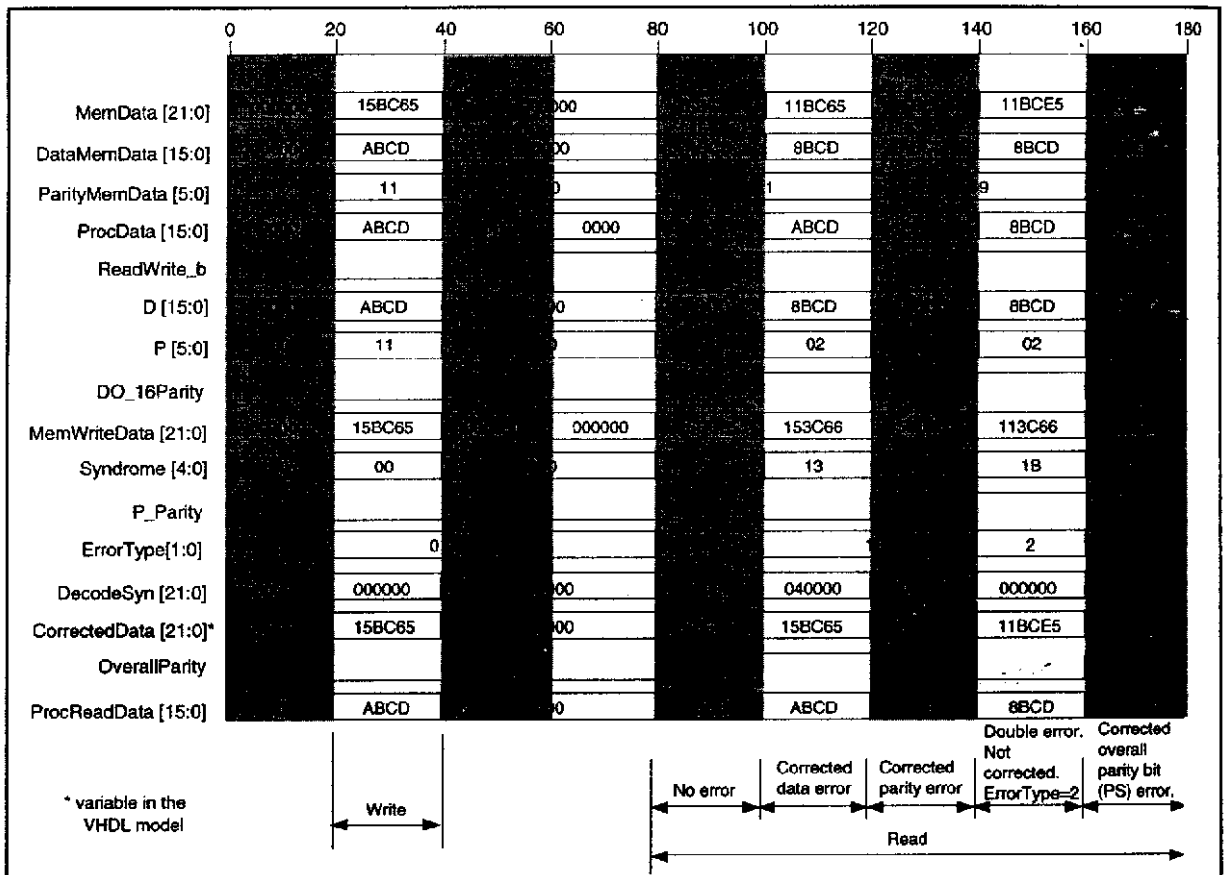 0 20 40 60 80 100 120 140 160 180
MemData [21:0] 15BC65 000 11BC65 11BCE5
DataMemData [15:0] ABCD 00 8BCD 8BCD
ParityMemData [5:0] 11 0 1 9
ProcData [15:0] ABCD 0000 ABCD 8BCD
ReadWrite_b
D [15:0] ABCD 00 8BCD 8BCD
P [5:0] 11 0 02 02
DO_16Parity
MemWriteData [21:0] 15BC65 000000 153C66 113C66
Syndrome [4:0] 00 0 13 1B
P_Parity
ErrorType[1:0] 0 2
DecodeSyn [21:0] 000000 000 040000 000000
CorrectedData [21:0]* 15BC65 000 15BC65 11BCE5
OverallParity
ProcReadData [15:0] ABCD 00 ABCD 8BCD
* variable in the
VHDL model
Write
No error
Corrected
data error
Corrected
parity error
Double error.
Not
corrected.
ErrorType=2
Corrected
overall
parity bit
(PS) error.
Read